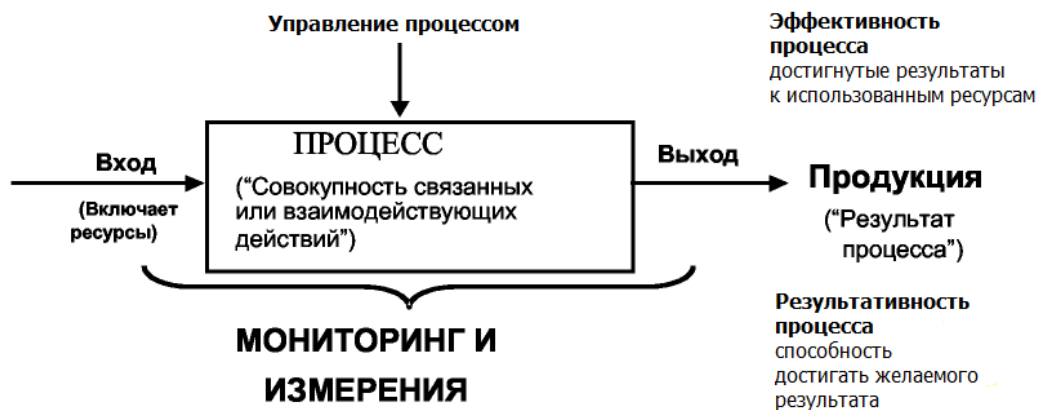 Управление процессом
Эффективность
процесса
достигнутые результаты
к использованным ресурсам
ПРОЦЕСС
Вход
Выход
(“Совокупность связанных
или взаимодействующих
действий”)
(Включает
ресурсы)
Продукция
(“Результат
процесса”)
МОНИТОРИНГ И
ИЗМЕРЕНИЯ
Результативность
процесса
способность
достигать желаемого
результата